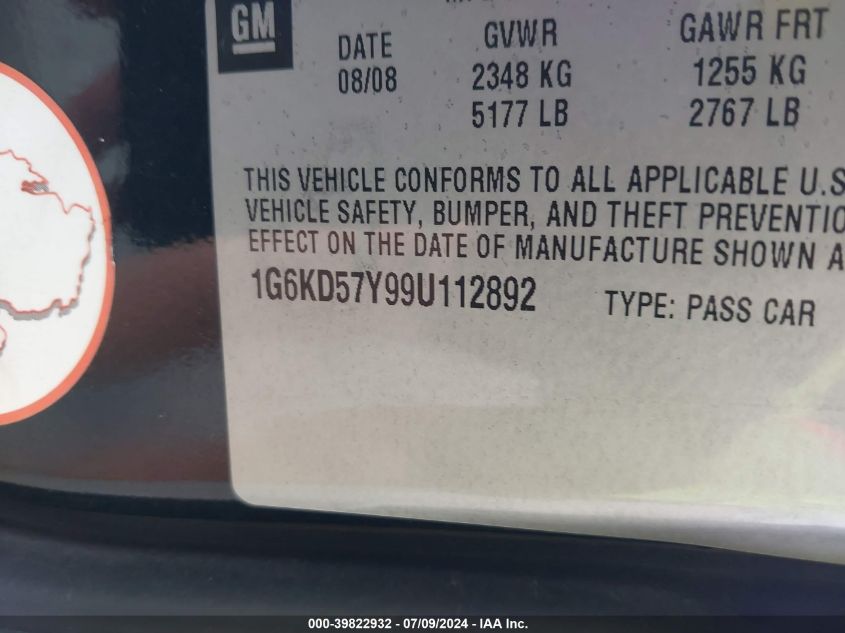 GM
DATE GVWR GAWR FRT
08/08 2348 KG 1255 KG
5177 LB 2767 LB
THIS VEHICLE CONFORMS TO ALL APPLICABLE U.S
VEHICLE SAFETY, BUMPER, AND THEFT PREVENTIO
EFFECT ON THE DATE OF MANUFACTURE SHOWN A
1G6KD57Y99U112892 TYPE: PASS CAR
000-39822932 - 07/09/2024 - IAA Inc.